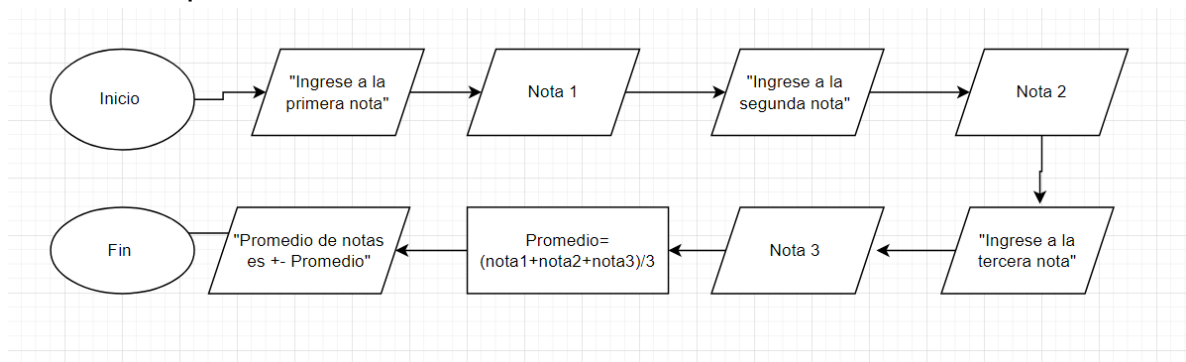 Inicio
"Ingrese a la
primera nota"
Nota 1
"Ingrese a la
segunda nota"
Nota 2
"Ingrese a la
tercera nota"
Nota 3
Promedio=
(nota1+nota2+nota3)/3
"Promedio de notas
es +- Promedio"
Fin